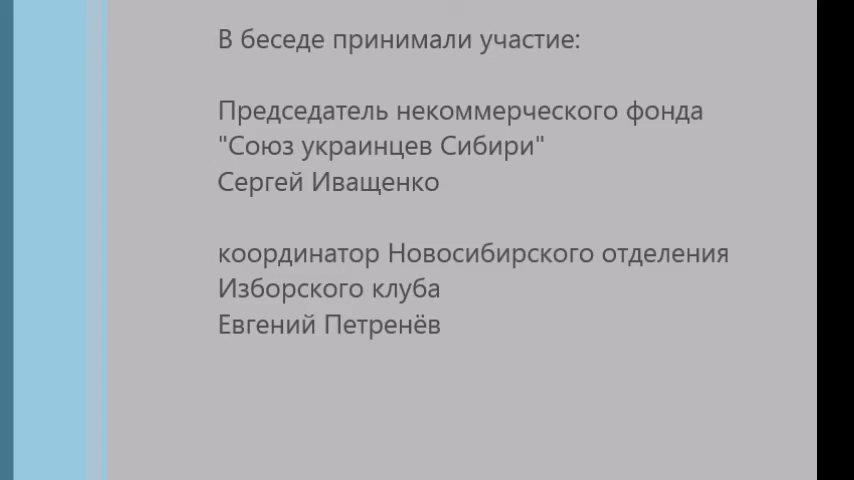 В беседе принимали участие:
Председатель некоммерческого фонда
"Союз украинцев Сибири"
Сергей Иващенко
координатор Новосибирского отделения
Изборского клуба
Евгений Петренёв